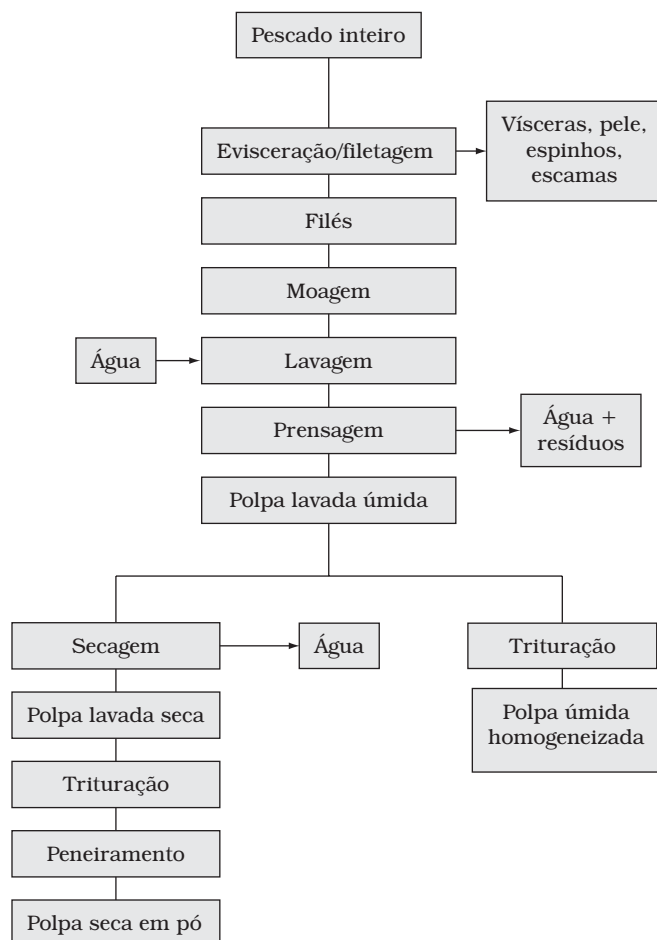 Pescado inteiro
Evisceração/filetagem
Vísceras, pele,
espinhos,
escamas
Filés
Moagem
Água
Lavagem
Prensagem
Água +
resíduos
Polpa lavada úmida
Secagem
Água
Trituração
Polpa lavada seca
Polpa úmida
homogeneizada
Trituração
Peneiramento
Polpa seca em pó